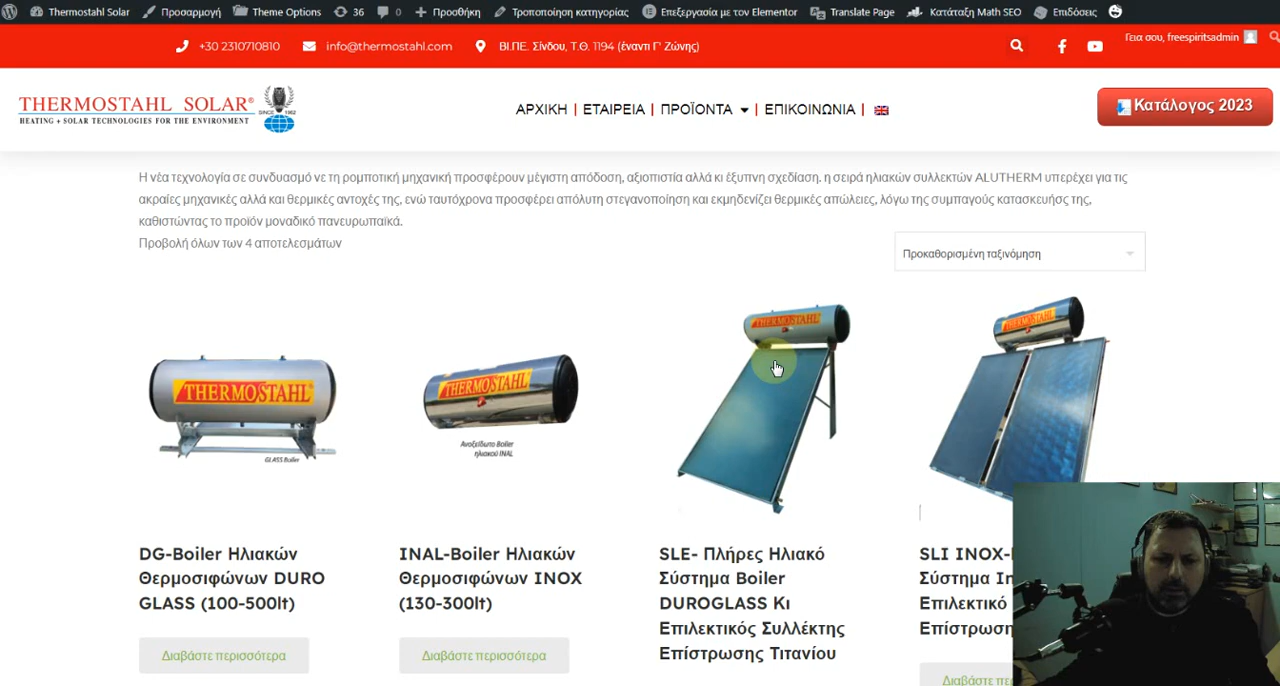 Thermostahl Solar Προσαρμογή Theme Options 36 0 Προσθήκη Τροποποίηση κατηγορίας Επεξεργασία με τον Elementor Translate Page Κατάταξη Math SEO Επιδόσεις
+30 2310710810 info@thermostahl.com ΒΙ.ΠΕ. Σίνδου, Τ.Θ. 1194 (έναντι Γ' Ζώνης) Γεια σου, freespiritsadmin
THERMOSTAHL SOLAR® SINCE 1962
HEATING + SOLAR TECHNOLOGIES FOR THE ENVIRONMENT
ΑΡΧΙΚΗ | ΕΤΑΙΡΕΙΑ | ΠΡΟΪΟΝΤΑ | ΕΠΙΚΟΙΝΩΝΙΑ |
Κατάλογος 2023
Η νέα τεχνολογία σε συνδυασμό νε τη ρομποτική μηχανική προσφέρουν μέγιστη απόδοση, αξιοπιστία αλλά κι έξυπνη σχεδίαση. η σειρά ηλιακών συλλεκτών ALUTHERM υπερέχει για τις
ακραίες μηχανικές αλλά και θερμικές αντοχές της, ενώ ταυτόχρονα προσφέρει απόλυτη στεγανοποίηση και εκμηδενίζει θερμικές απώλειες, λόγω της συμπαγούς κατασκευήσς της,
καθιστώντας το προϊόν μοναδικό πανευρωπαϊκά.
Προβολή όλων των 4 αποτελεσμάτων
Προκαθορισμένη ταξινόμηση
THERMOSTAHL
GLASS Boiler
THERMOSTAHL
Ανοξείδωτο Boiler
ηλιακού INAL
THERMOSTAHL
THERMOSTAHL
DG-Boiler Ηλιακών
Θερμοσιφώνων DURO
GLASS (100-500lt)
Διαβάστε περισσότερα
INAL-Boiler Ηλιακών
Θερμοσιφώνων INOX
(130-300lt)
Διαβάστε περισσότερα
SLE- Πλήρες Ηλιακό
Σύστημα Boiler
DUROGLASS Κι
Επιλεκτικός Συλλέκτης
Επίστρωσης Τιτανίου
SLI INOX-
Σύστημα In
Επιλεκτικό
Επίστρωση
Διαβάστε περ